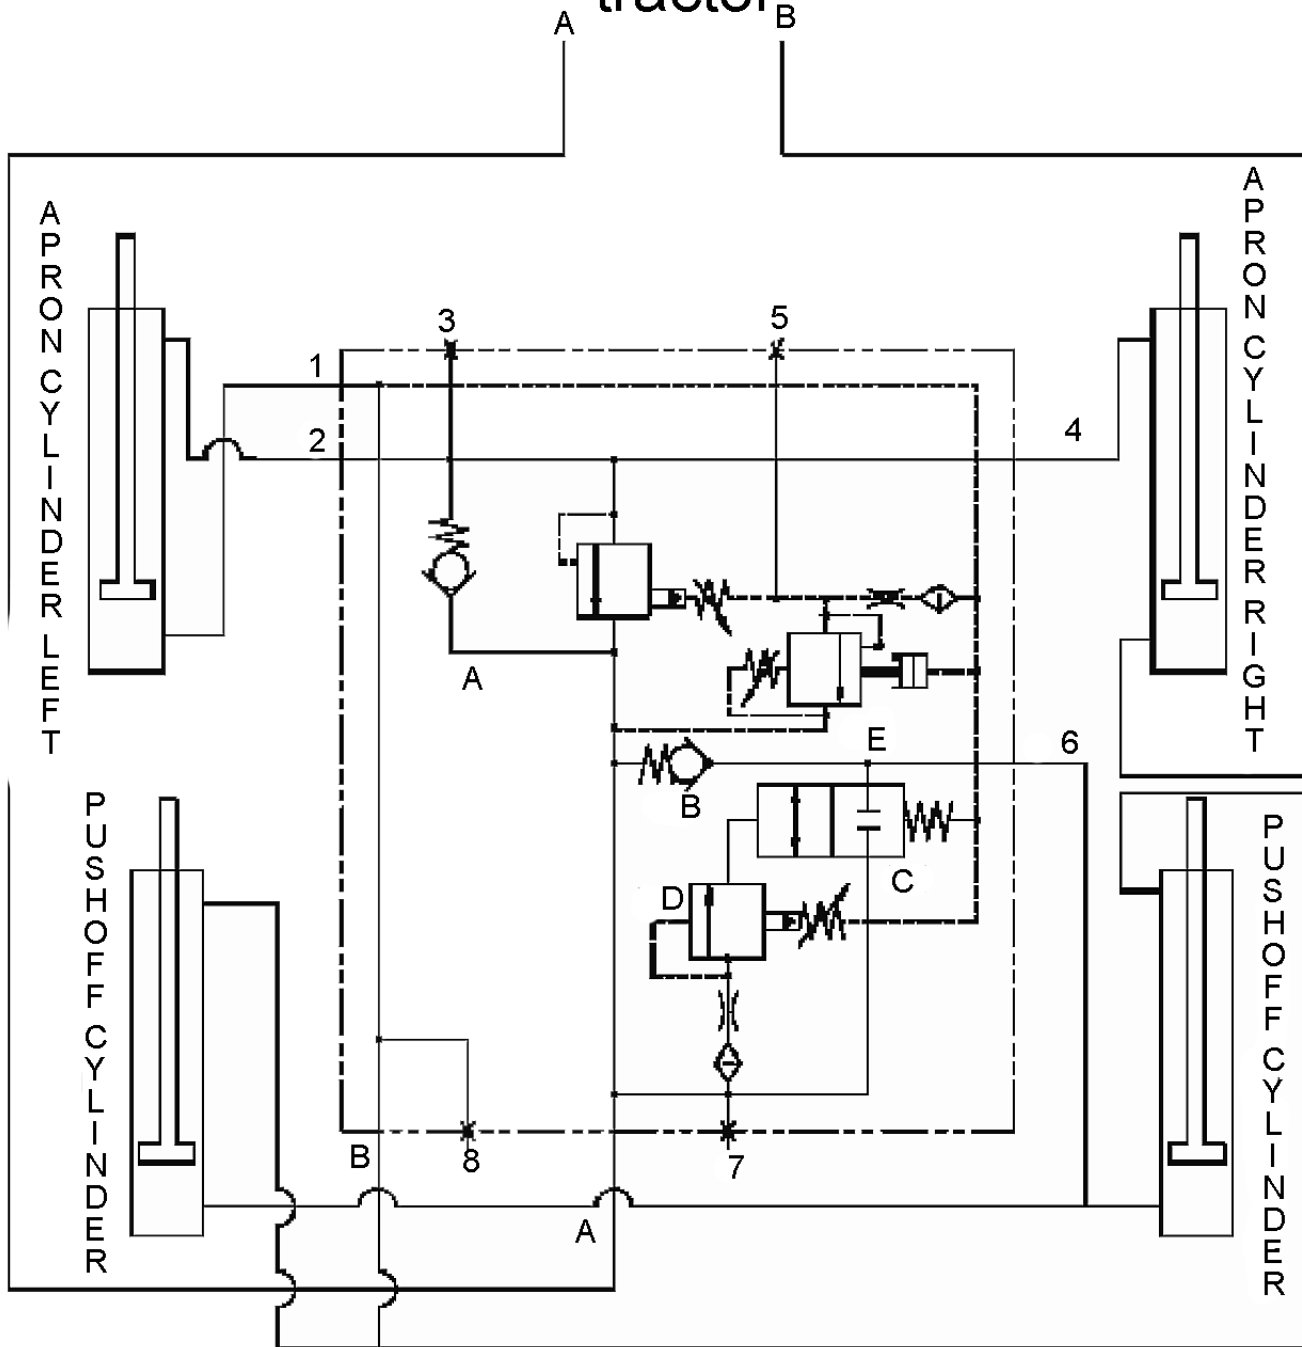 tractor
A
B
APRON CYLINDER LEFT
APRON CYLINDER RIGHT
3
5
1
2
4
A
E
6
B
C
D
PUSHOFF CYLINDER
PUSHOFF CYLINDER
B
8
7
A